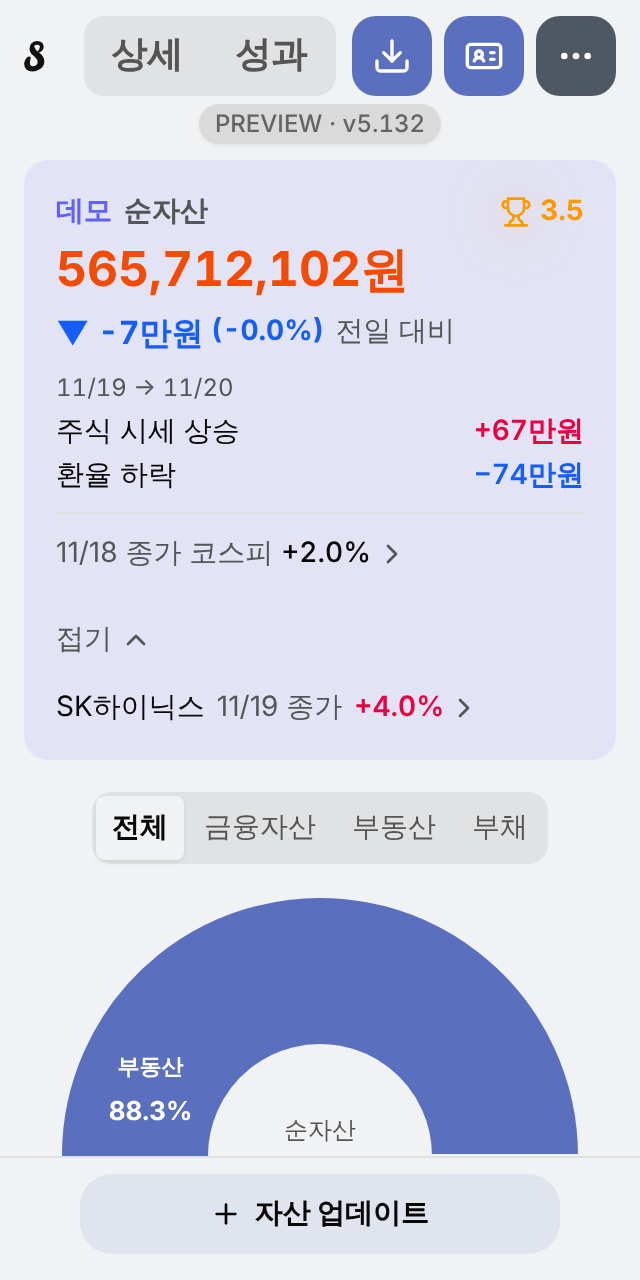 S
상세 성과
PREVIEW · v5.132
데모 순자산 3.5
565,712,102원
▼ -7만원 (-0.0%) 전일 대비
11/19 → 11/20
주식 시세 상승 +67만원
환율 하락 −74만원
11/18 종가 코스피 +2.0%
접기
SK하이닉스 11/19 종가 +4.0%
전체 금융자산 부동산 부채
부동산
88.3%
순자산
+ 자산 업데이트